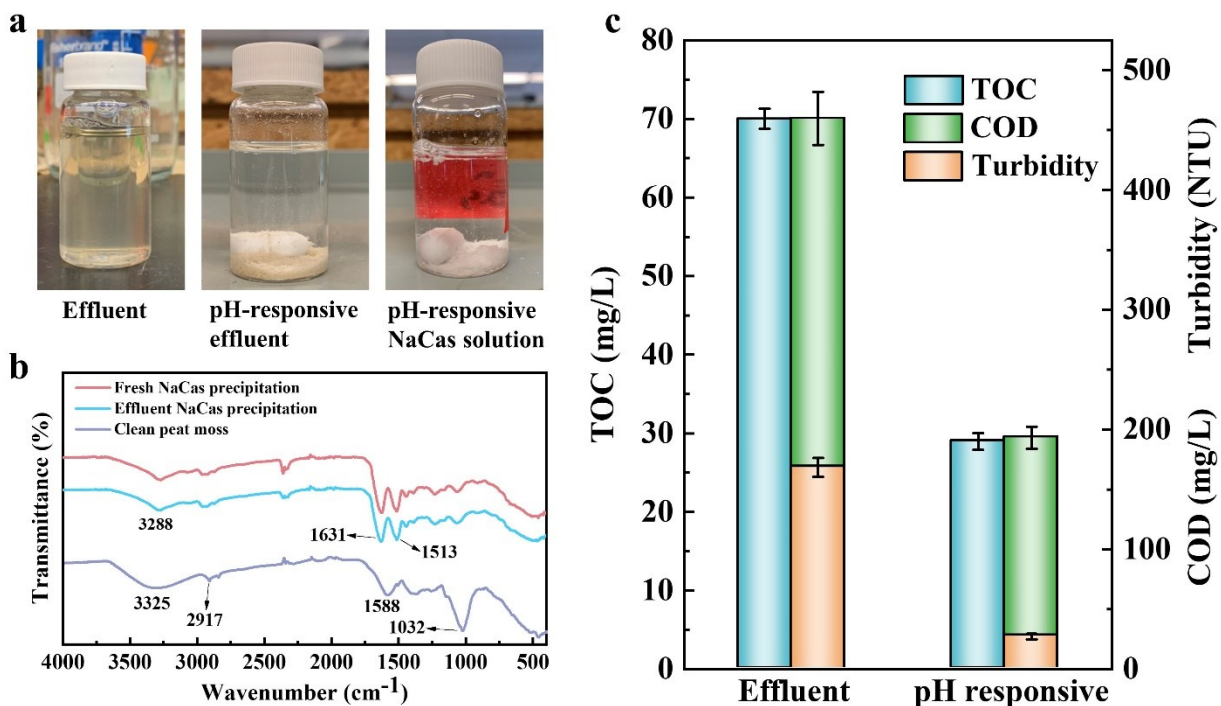 a
Effluent
pH-responsive
effluent
pH-responsive
NaCas solution
b
Fresh NaCas precipitation
Effluent NaCas precipitation
Clean peat moss
Transmittance (%)
3288
1631
1513
3325
2917
1588
1032
4000 3500 3000 2500 2000 1500 1000
Wavenumber (cm⁻¹)
c
TOC
COD
Turbidity
TOC (mg/L)
80
70
60
50
40
30
20
10
0
Turbidity (NTU)
COD (mg/L)
500
400
300
200
100
0
Effluent pH responsive